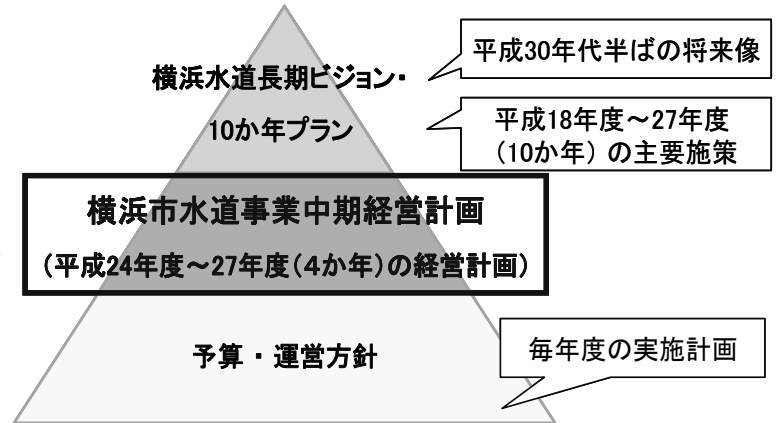 横浜水道長期ビジョン・
10か年プラン
平成30年代半ばの将来像
平成18年度～27年度
（10か年）の主要施策
横浜市水道事業中期経営計画
（平成24年度～27年度（４か年）の経営計画）
予算・運営方針
毎年度の実施計画